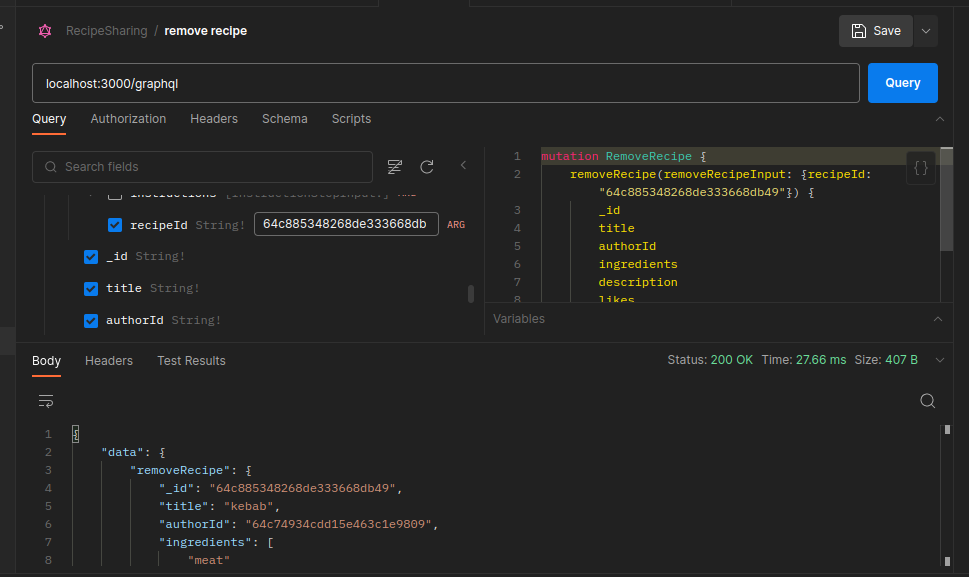 RecipeSharing / remove recipe
Save
localhost:3000/graphql
Query
Query Authorization Headers Schema Scripts
Search fields
recipeId String! 64c885348268de333668db ARG
_id String!
title String!
authorId String!
1 mutation RemoveRecipe {
2 removeRecipe(removeRecipeInput: {recipeId:
"64c885348268de333668db49"}) {
3 _id
4 title
5 authorId
6 ingredients
7 description
8 likes
{}
Variables
Body Headers Test Results
Status: 200 OK Time: 27.66 ms Size: 407 B
1 {
2 "data": {
3 "removeRecipe": {
4 "_id": "64c885348268de333668db49",
5 "title": "kebab",
6 "authorId": "64c74934cdd15e463c1e9809",
7 "ingredients": [
8 "meat"